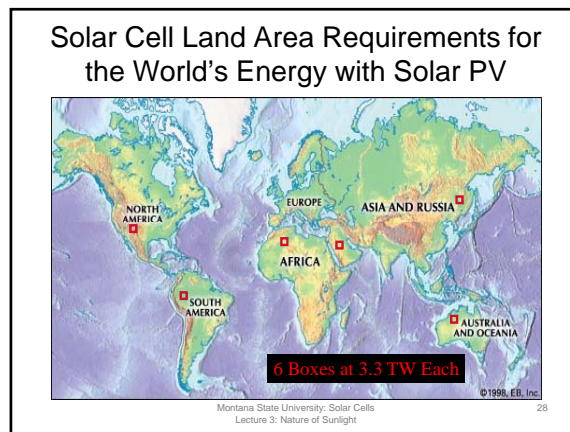 Solar Cell Land Area Requirements for
the World's Energy with Solar PV
NORTH
AMERICA
EUROPE
ASIA AND RUSSIA
AFRICA
SOUTH
AMERICA
AUSTRALIA
AND OCEANIA
6 Boxes at 3.3 TW Each
©1998, EB, Inc.
Montana State University: Solar Cells
Lecture 3: Nature of Sunlight
28